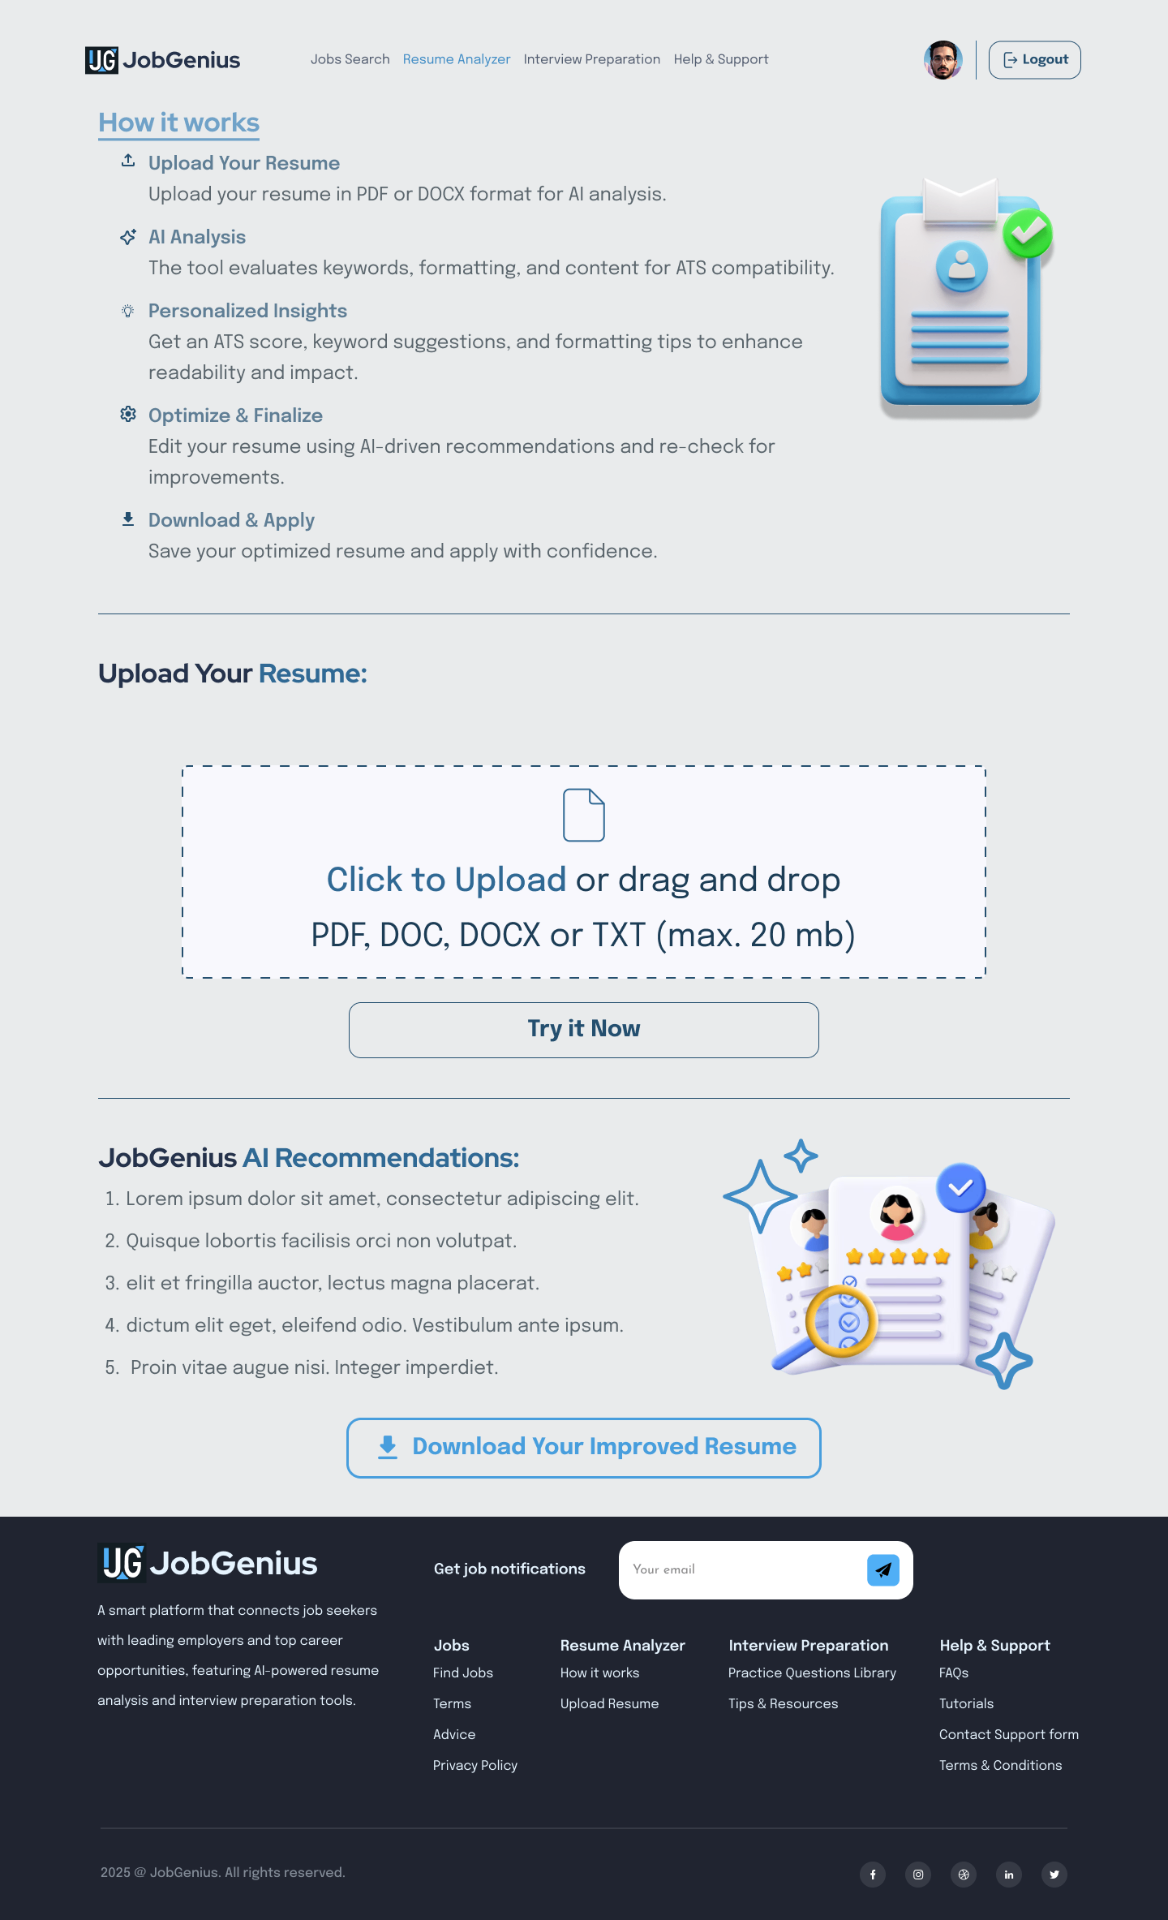 JG JobGenius
Jobs Search Resume Analyzer Interview Preparation Help & Support
Logout
How it works
Upload Your Resume
Upload your resume in PDF or DOCX format for AI analysis.
AI Analysis
The tool evaluates keywords, formatting, and content for ATS compatibility.
Personalized Insights
Get an ATS score, keyword suggestions, and formatting tips to enhance
readability and impact.
Optimize & Finalize
Edit your resume using AI-driven recommendations and re-check for
improvements.
Download & Apply
Save your optimized resume and apply with confidence.
Upload Your Resume:
Click to Upload or drag and drop
PDF, DOC, DOCX or TXT (max. 20 mb)
Try it Now
JobGenius AI Recommendations:
1. Lorem ipsum dolor sit amet, consectetur adipiscing elit.
2. Quisque lobortis facilisis orci non volutpat.
3. elit et fringilla auctor, lectus magna placerat.
4. dictum elit eget, eleifend odio. Vestibulum ante ipsum.
5. Proin vitae augue nisi. Integer imperdiet.
Download Your Improved Resume
JG JobGenius
A smart platform that connects job seekers
with leading employers and top career
opportunities, featuring AI-powered resume
analysis and interview preparation tools.
Get job notifications
Your email
Jobs
Find Jobs
Terms
Advice
Privacy Policy
Resume Analyzer
How it works
Upload Resume
Interview Preparation
Practice Questions Library
Tips & Resources
Help & Support
FAQs
Tutorials
Contact Support form
Terms & Conditions
2025 @ JobGenius. All rights reserved.